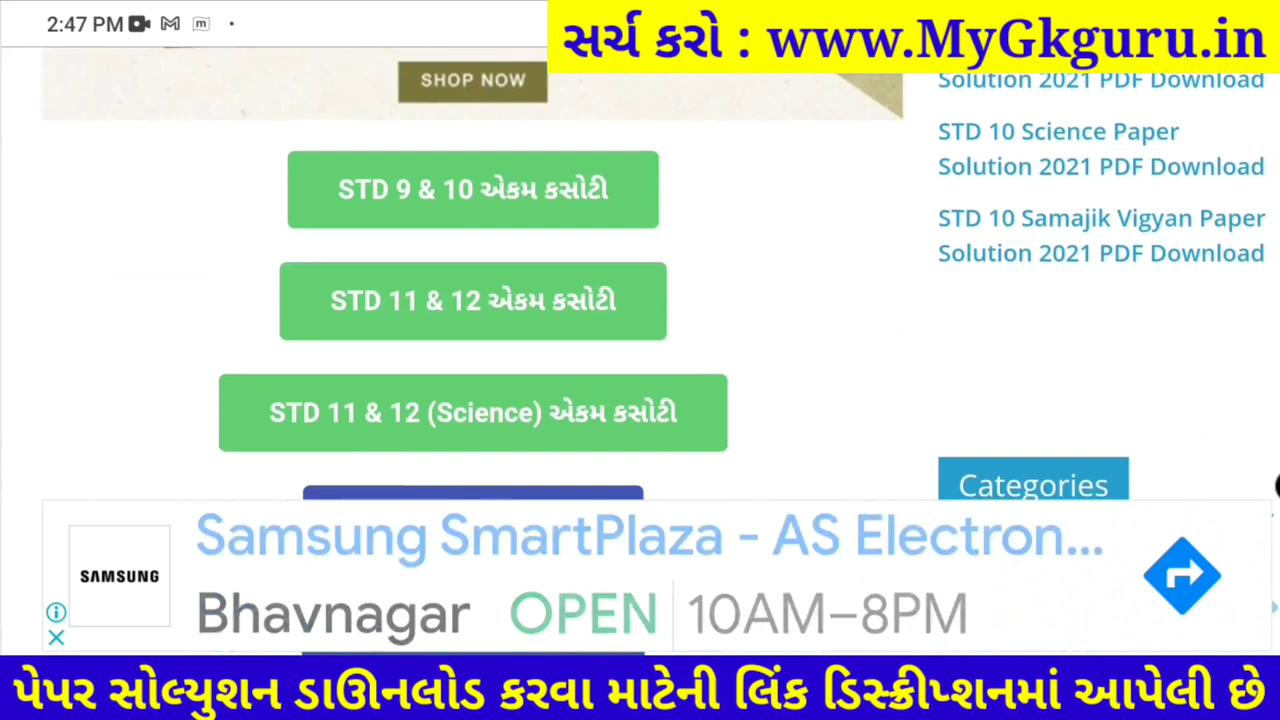 2:47 PM
સર્ચ કરો : www.MyGkguru.in
SHOP NOW
STD 9 & 10 એકમ કસોટી
STD 11 & 12 એકમ કસોટી
STD 11 & 12 (Science) એકમ કસોટી
Solution 2021 PDF Download
STD 10 Science Paper
Solution 2021 PDF Download
STD 10 Samajik Vigyan Paper
Solution 2021 PDF Download
Categories
SAMSUNG
Samsung SmartPlaza - AS Electron...
Bhavnagar OPEN 10AM–8PM
પેપર સોલ્યુશન ડાઊનલોડ કરવા માટેની લિંક ડિસ્ક્રીપ્શનમાં આપેલી છે